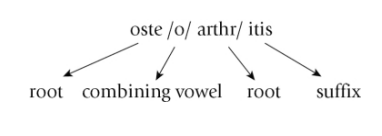 oste /o/ arthr/ itis
root combining vowel root suffix